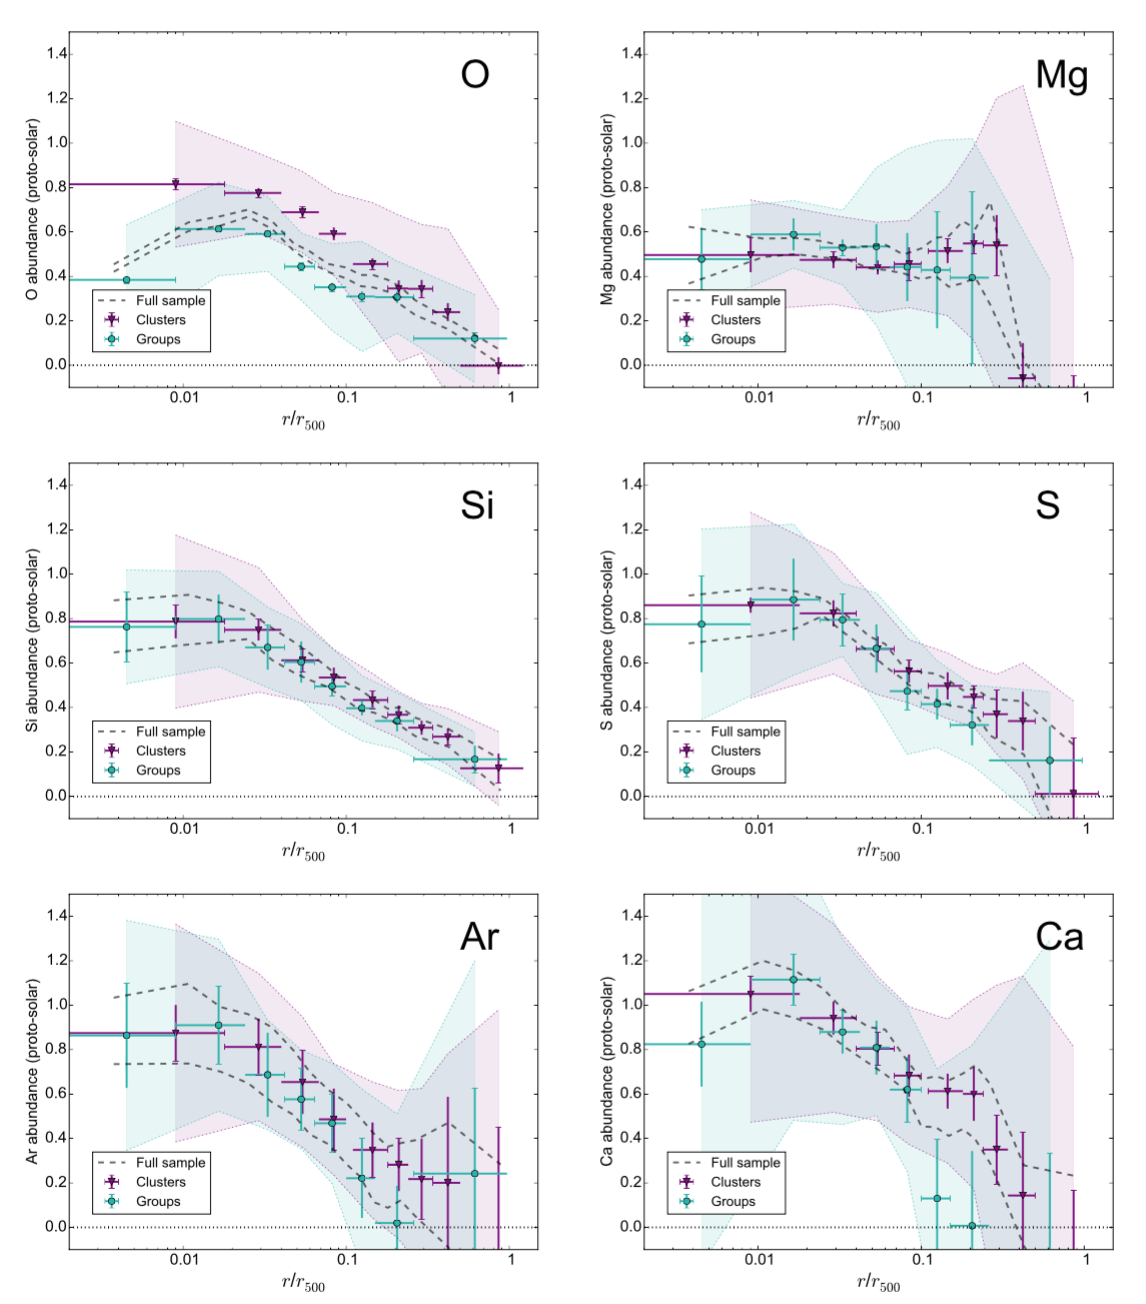 O
1.4
1.2
1.0
0.8
0.6
0.4
0.2
0.0
O abundance (proto-solar)
Full sample
Clusters
Groups
0.01
0.1
1
r/r500
Mg
1.4
1.2
1.0
0.8
0.6
0.4
0.2
0.0
Mg abundance (proto-solar)
Full sample
Clusters
Groups
0.01
0.1
1
r/r500
Si
1.4
1.2
1.0
0.8
0.6
0.4
0.2
0.0
Si abundance (proto-solar)
Full sample
Clusters
Groups
0.01
0.1
1
r/r500
S
1.4
1.2
1.0
0.8
0.6
0.4
0.2
0.0
S abundance (proto-solar)
Full sample
Clusters
Groups
0.01
0.1
1
r/r500
Ar
1.4
1.2
1.0
0.8
0.6
0.4
0.2
0.0
Ar abundance (proto-solar)
Full sample
Clusters
Groups
0.01
0.1
1
r/r500
Ca
1.4
1.2
1.0
0.8
0.6
0.4
0.2
0.0
Ca abundance (proto-solar)
Full sample
Clusters
Groups
0.01
0.1
1
r/r500